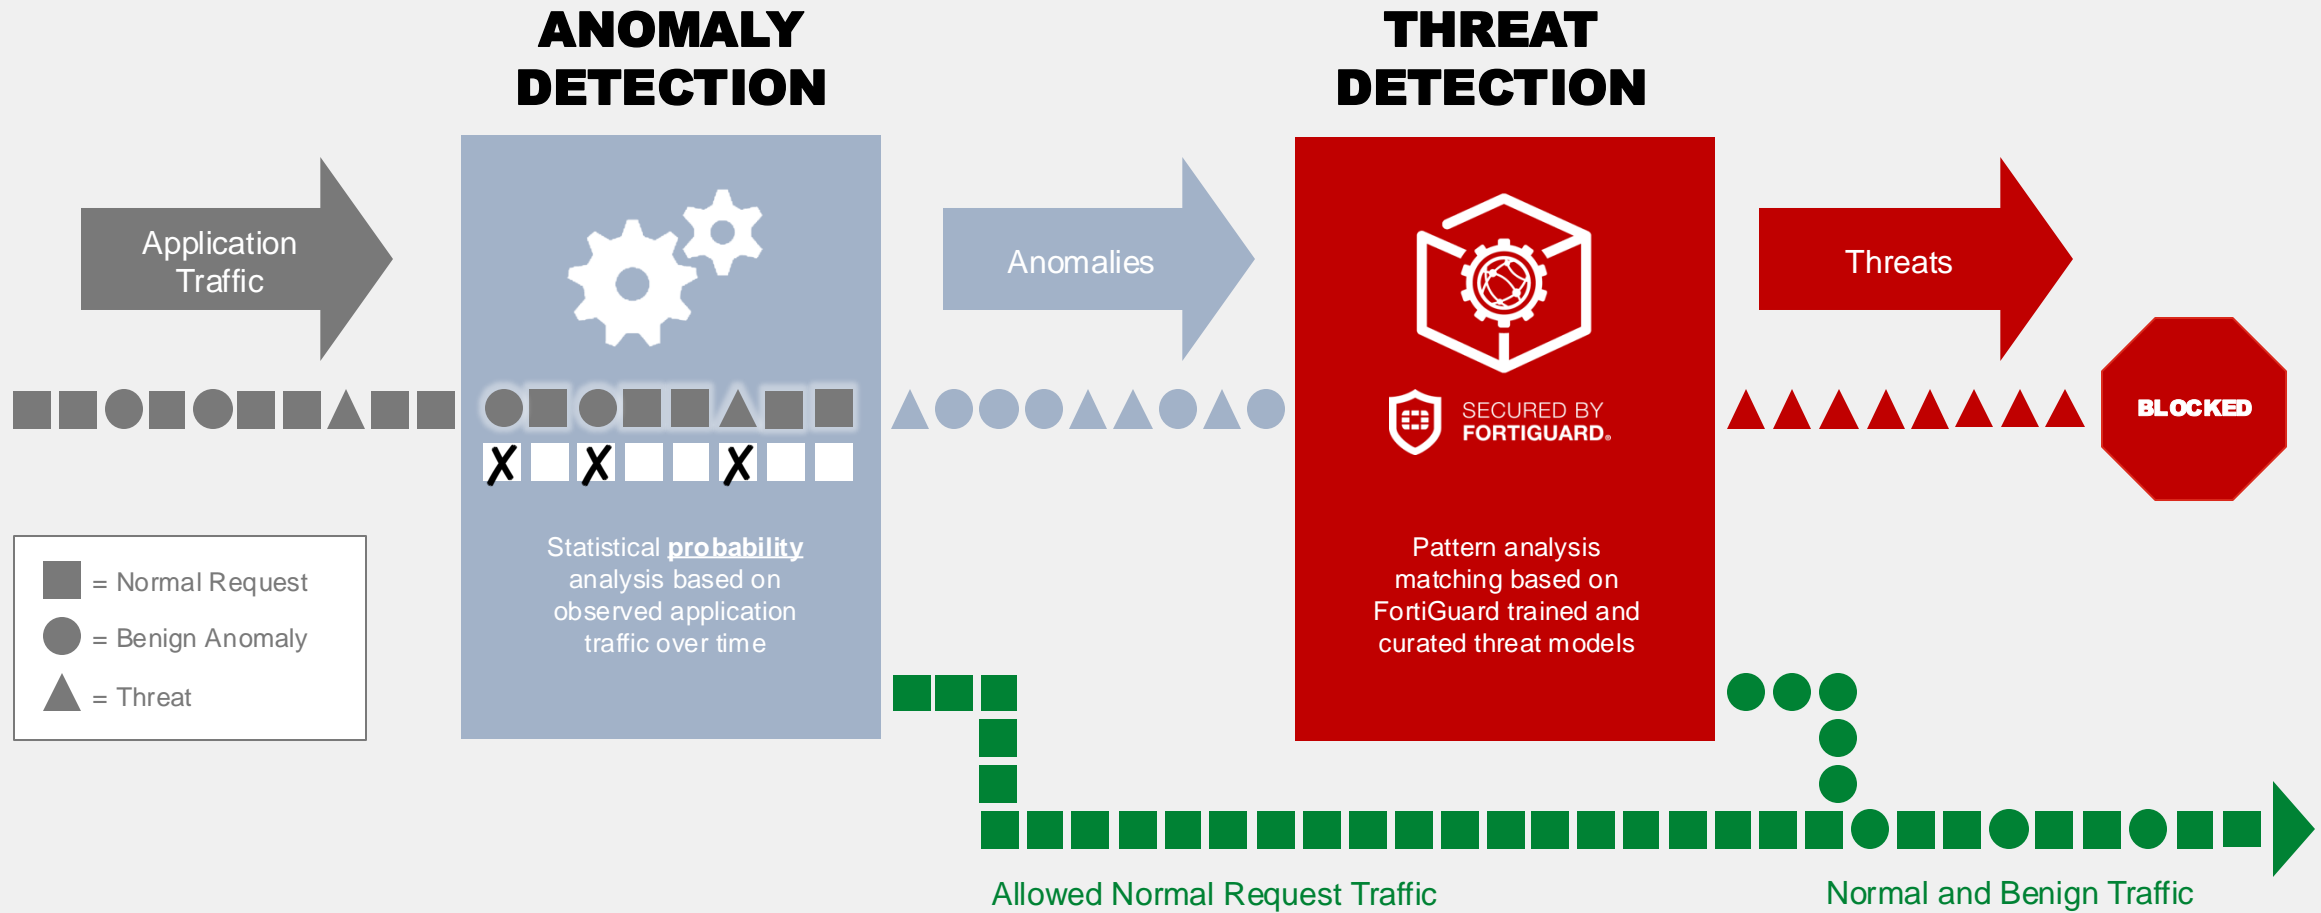 ANOMALY
DETECTION
THREAT
DETECTION
Application
Traffic
Anomalies
Threats
SECURED BY
FORTIGUARD®
BLOCKED
X X X
Statistical probability
analysis based on
observed application
traffic over time
Pattern analysis
matching based on
FortiGuard trained and
curated threat models
= Normal Request
= Benign Anomaly
= Threat
Allowed Normal Request Traffic
Normal and Benign Traffic